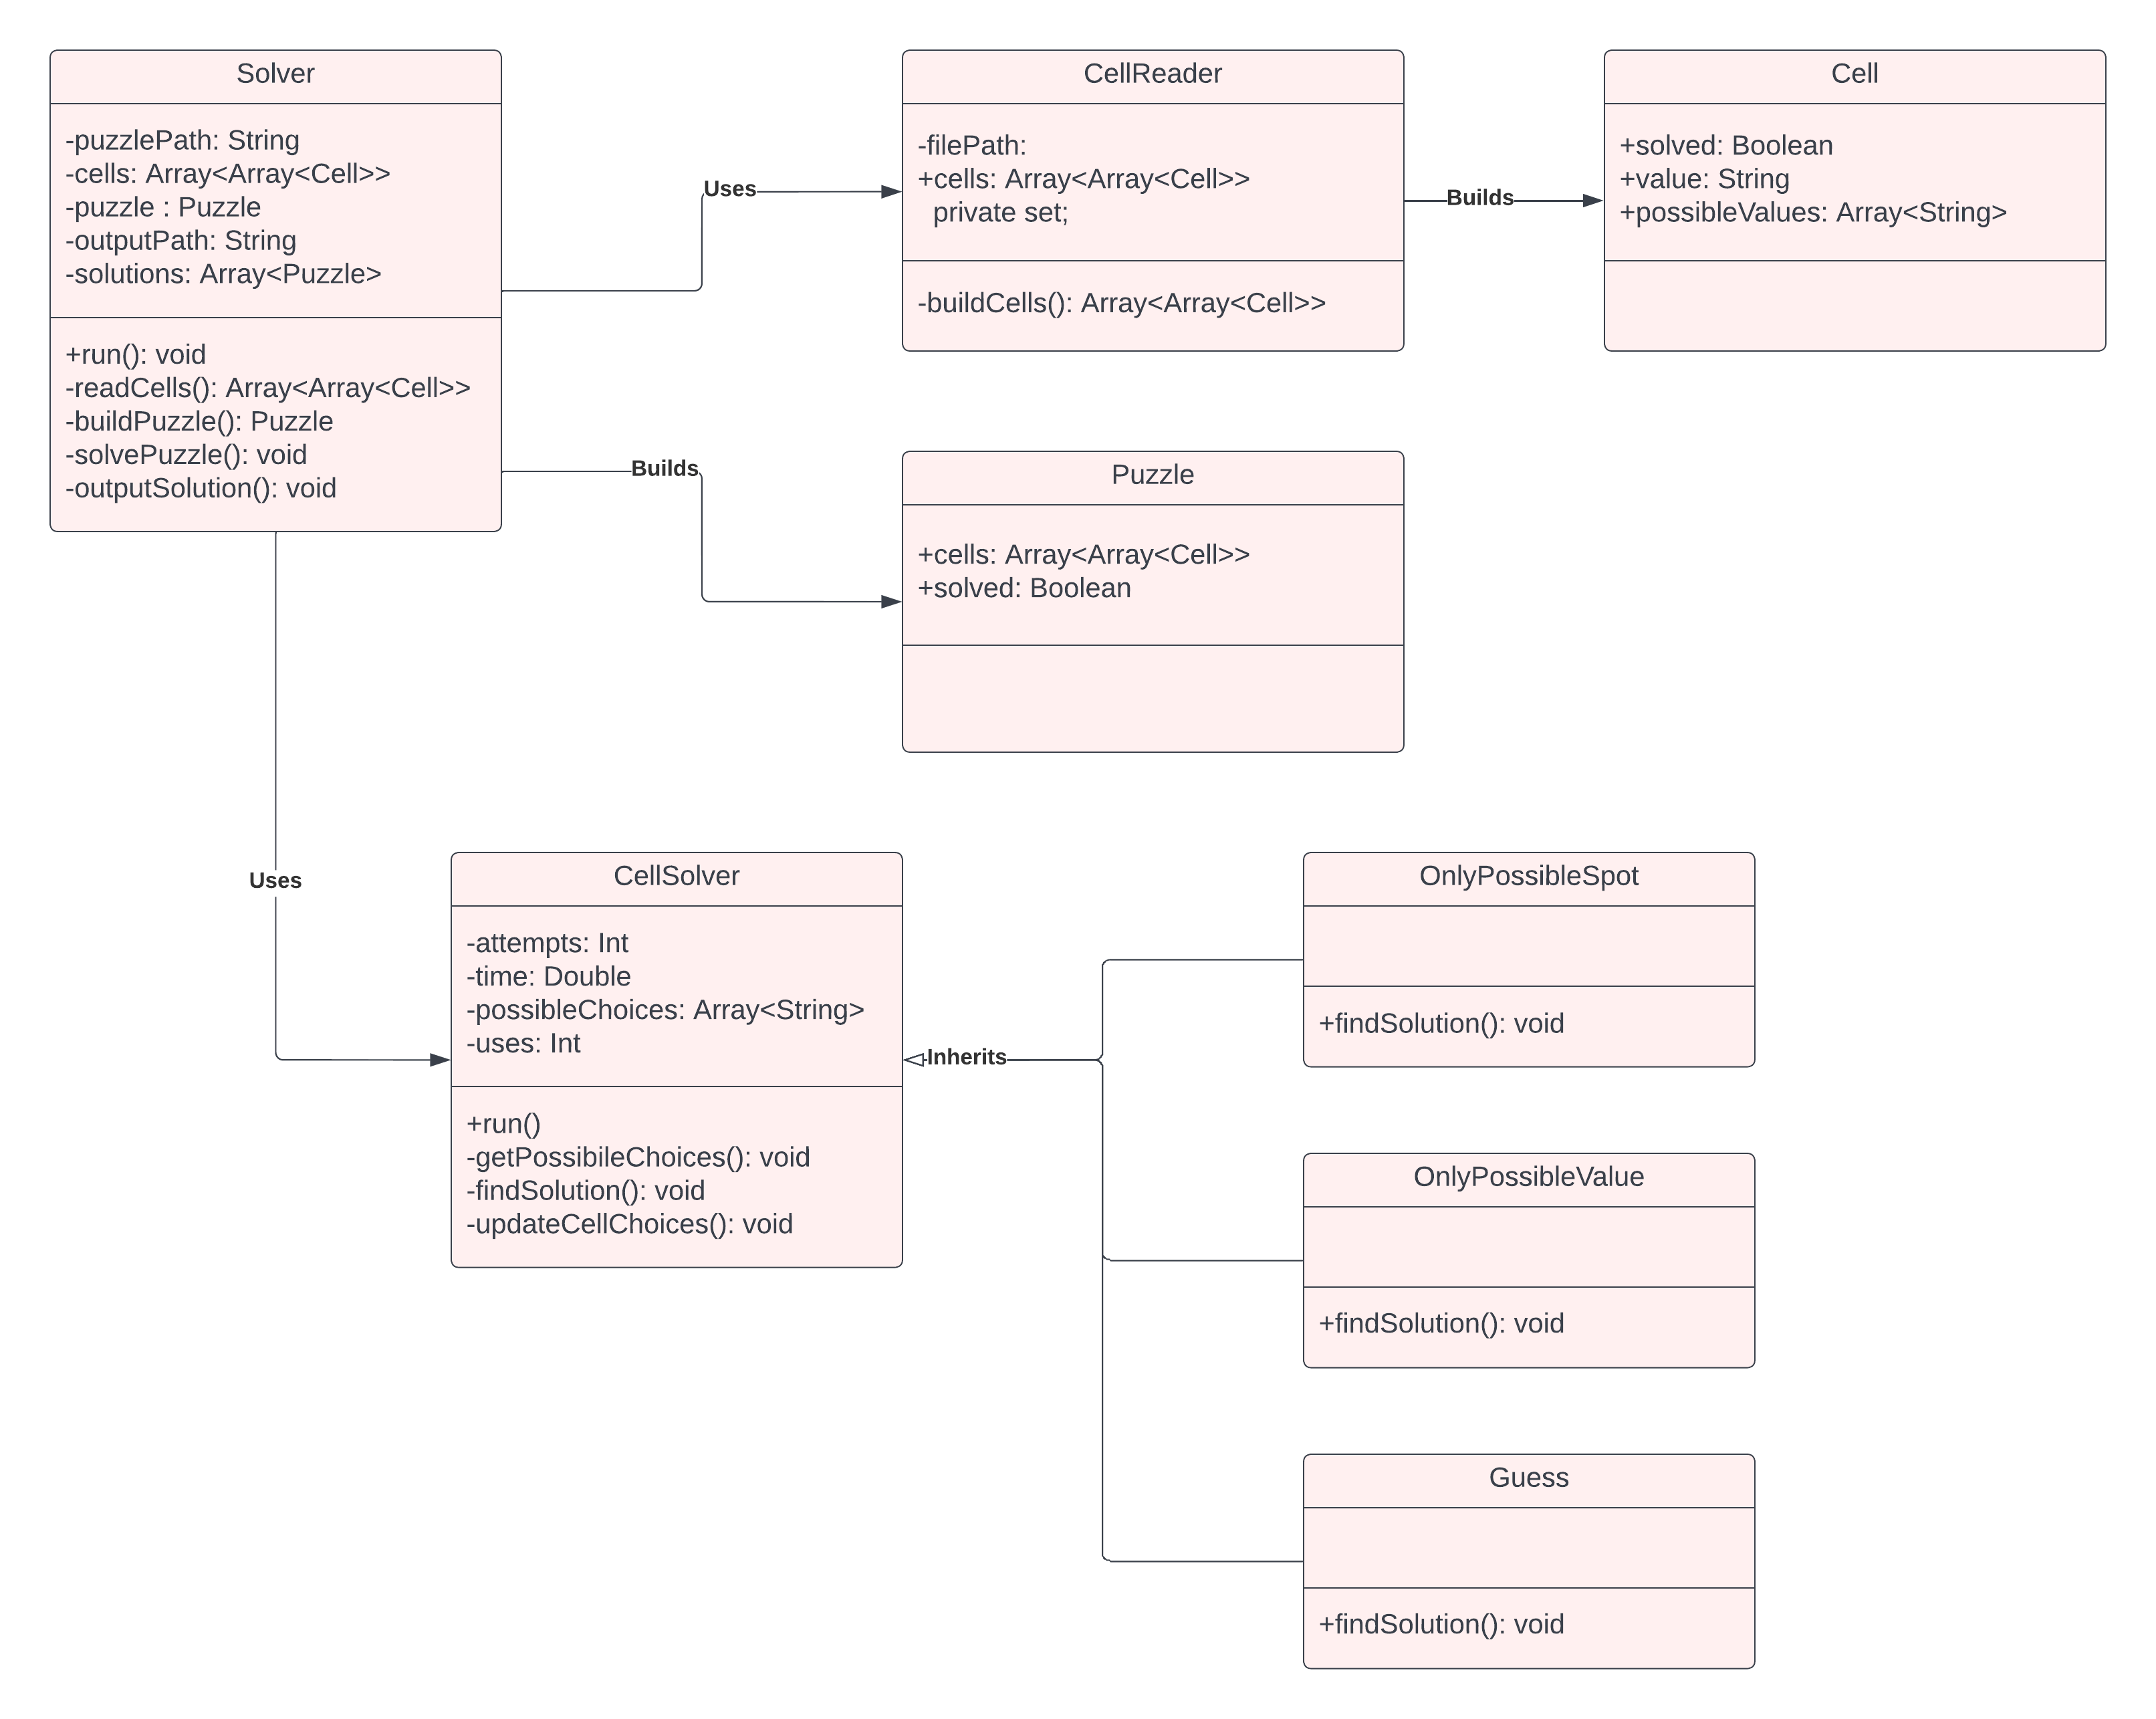 Solver
-puzzlePath: String
-cells: Array<Array<Cell>>
-puzzle : Puzzle
-outputPath: String
-solutions: Array<Puzzle>
+run(): void
-readCells(): Array<Array<Cell>>
-buildPuzzle(): Puzzle
-solvePuzzle(): void
-outputSolution(): void
Uses
CellReader
-filePath:
+cells: Array<Array<Cell>>
private set;
-buildCells(): Array<Array<Cell>>
Builds
Cell
+solved: Boolean
+value: String
+possibleValues: Array<String>
Builds
Puzzle
+cells: Array<Array<Cell>>
+solved: Boolean
Uses
CellSolver
-attempts: Int
-time: Double
-possibleChoices: Array<String>
-uses: Int
+run()
-getPossibileChoices(): void
-findSolution(): void
-updateCellChoices(): void
Inherits
OnlyPossibleSpot
+findSolution(): void
OnlyPossibleValue
+findSolution(): void
Guess
+findSolution(): void